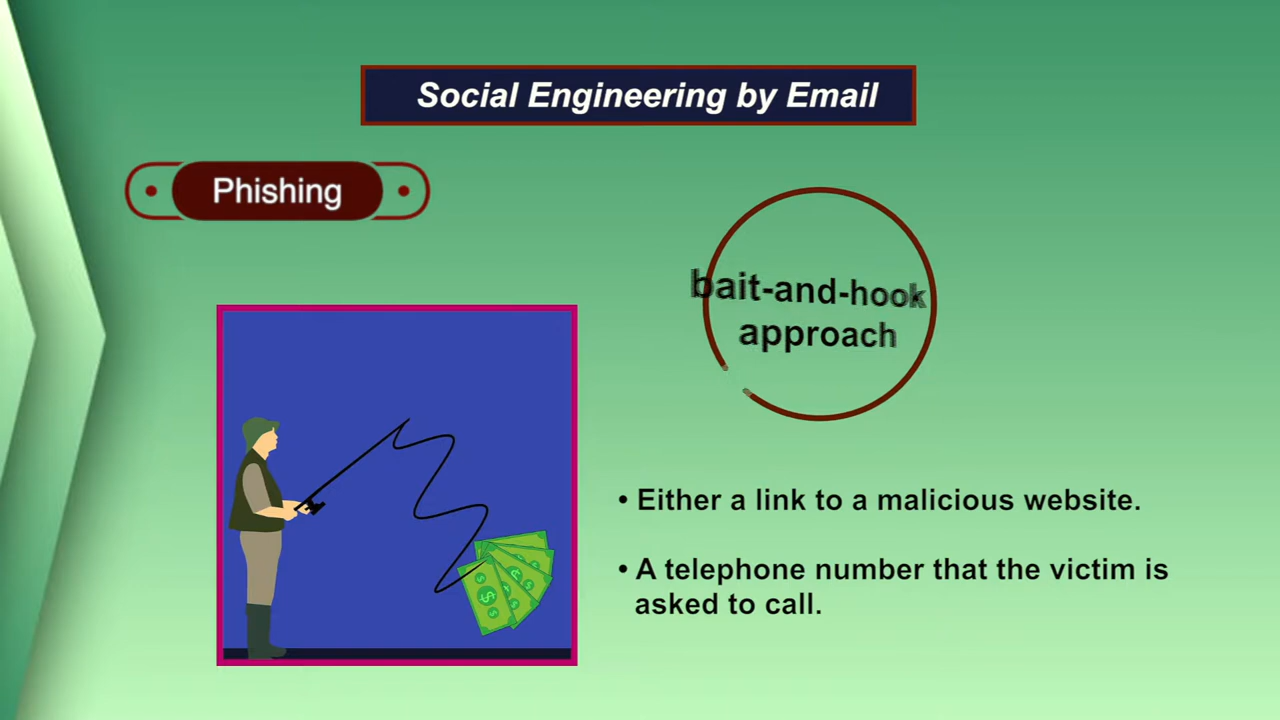 Social Engineering by Email
Phishing
bait-and-hook
approach
• Either a link to a malicious website.
• A telephone number that the victim is
asked to call.